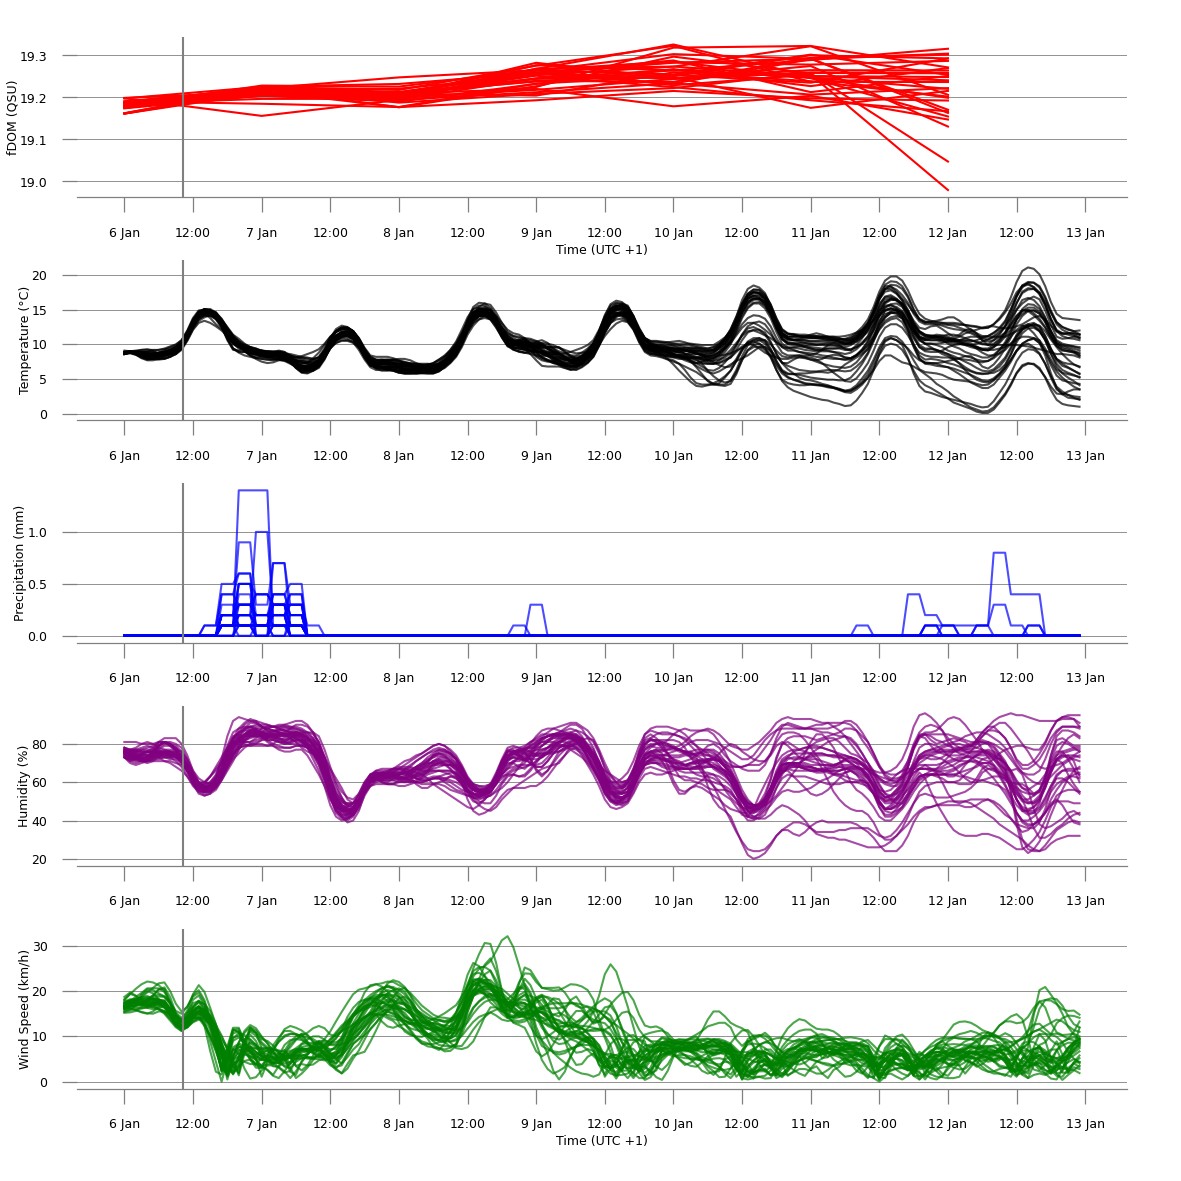 fDOM (QSU)
19.3
19.2
19.1
19.0
6 Jan 12:00 7 Jan 12:00 8 Jan 12:00 9 Jan 12:00 10 Jan 12:00 11 Jan 12:00 12 Jan 12:00 13 Jan
Time (UTC +1)
Temperature (°C)
20
15
10
5
0
6 Jan 12:00 7 Jan 12:00 8 Jan 12:00 9 Jan 12:00 10 Jan 12:00 11 Jan 12:00 12 Jan 12:00 13 Jan
Precipitation (mm)
1.0
0.5
0.0
6 Jan 12:00 7 Jan 12:00 8 Jan 12:00 9 Jan 12:00 10 Jan 12:00 11 Jan 12:00 12 Jan 12:00 13 Jan
Humidity (%)
80
60
40
20
6 Jan 12:00 7 Jan 12:00 8 Jan 12:00 9 Jan 12:00 10 Jan 12:00 11 Jan 12:00 12 Jan 12:00 13 Jan
Wind Speed (km/h)
30
20
10
0
6 Jan 12:00 7 Jan 12:00 8 Jan 12:00 9 Jan 12:00 10 Jan 12:00 11 Jan 12:00 12 Jan 12:00 13 Jan
Time (UTC +1)